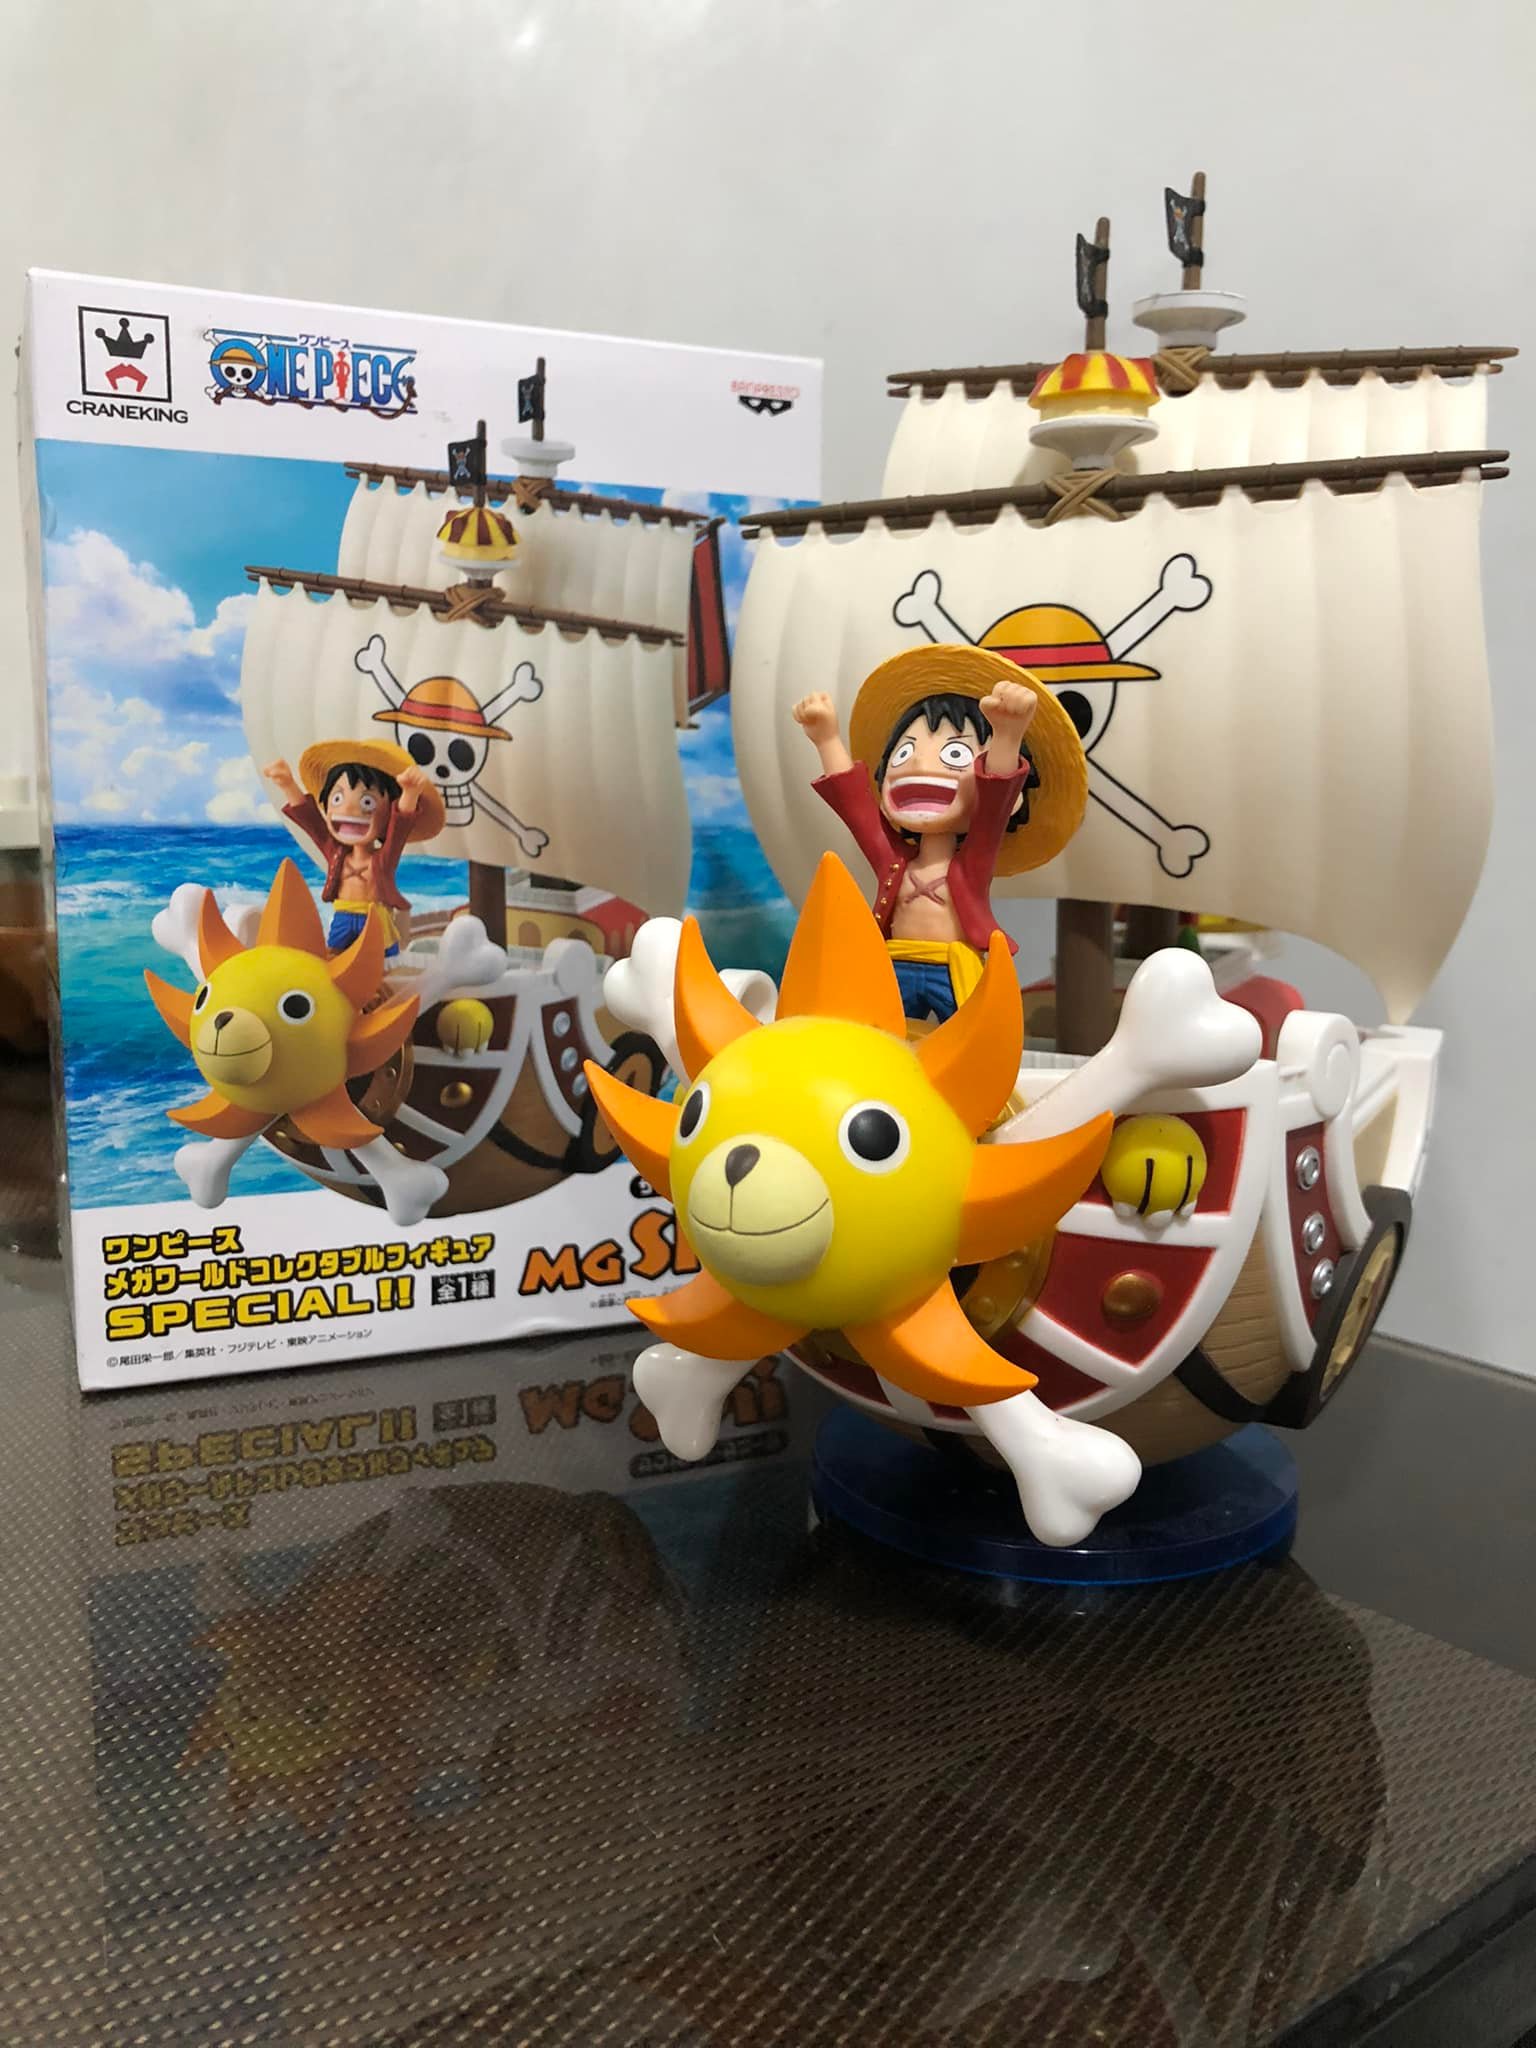 CRANEKING
ワンピース
ONE PIECE
BANPRESTO
ワンピース
メガワールドコレクタブルフィギュア
SPECIAL!! 全1種
MG
©尾田栄一郎／集英社・フジテレビ・東映アニメーション